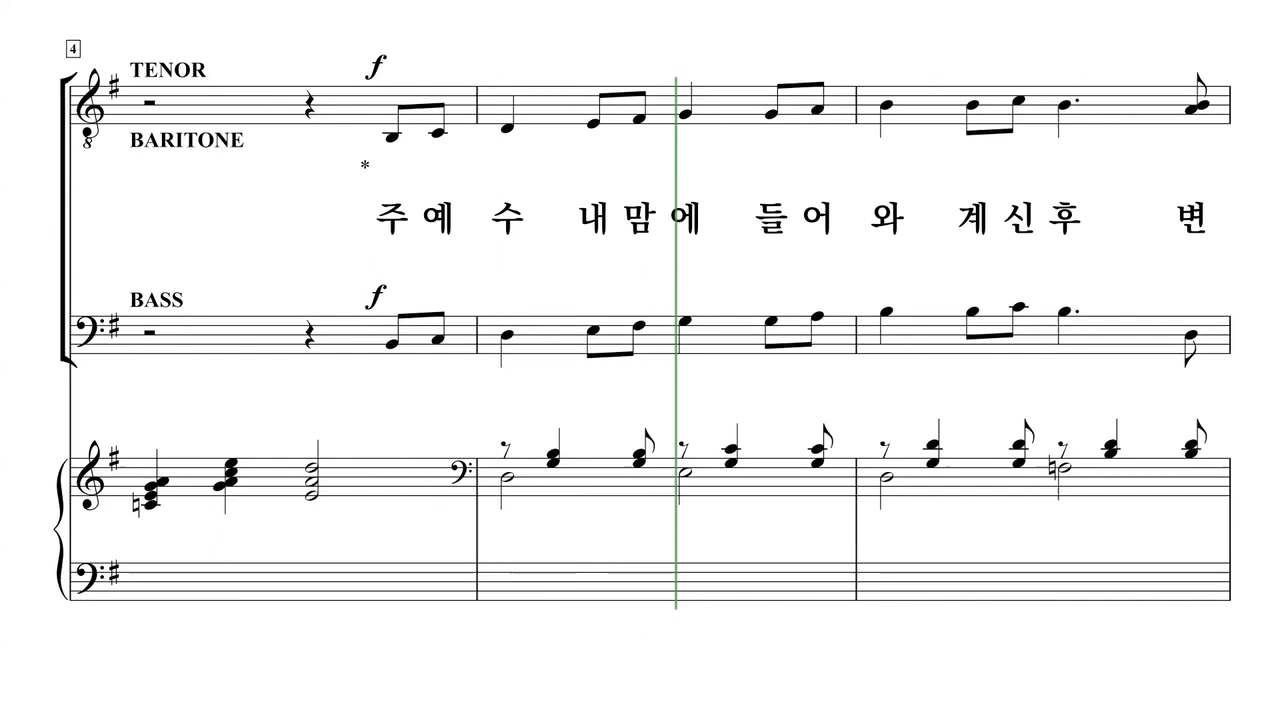 4
TENOR
f
BARITONE
*
주 예 수 내 맘 에 들 어 와 계 신 후 변
BASS
f